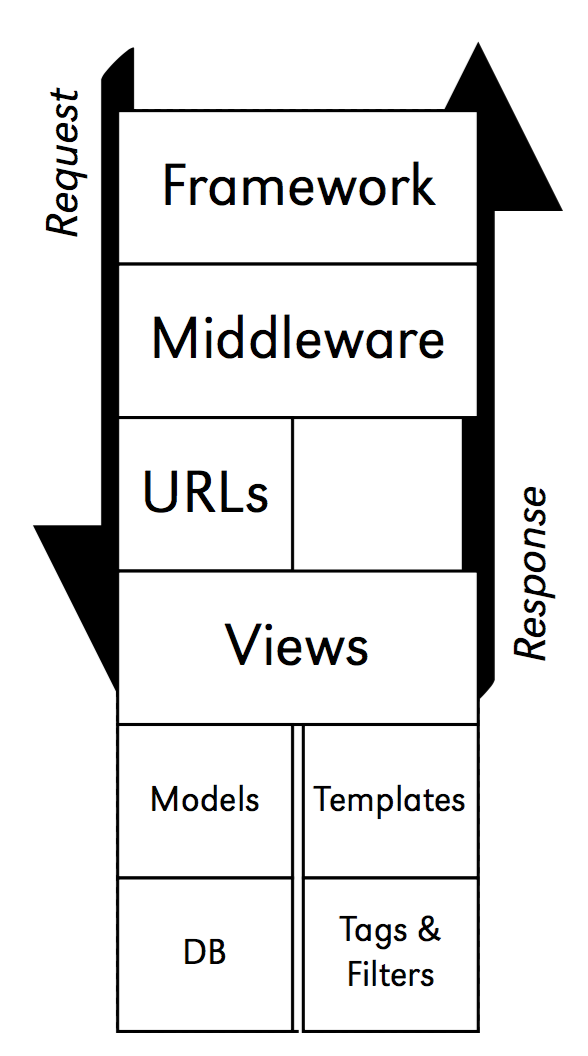 Request
Framework
Middleware
URLs
Response
Views
Models
Templates
DB
Tags &
Filters